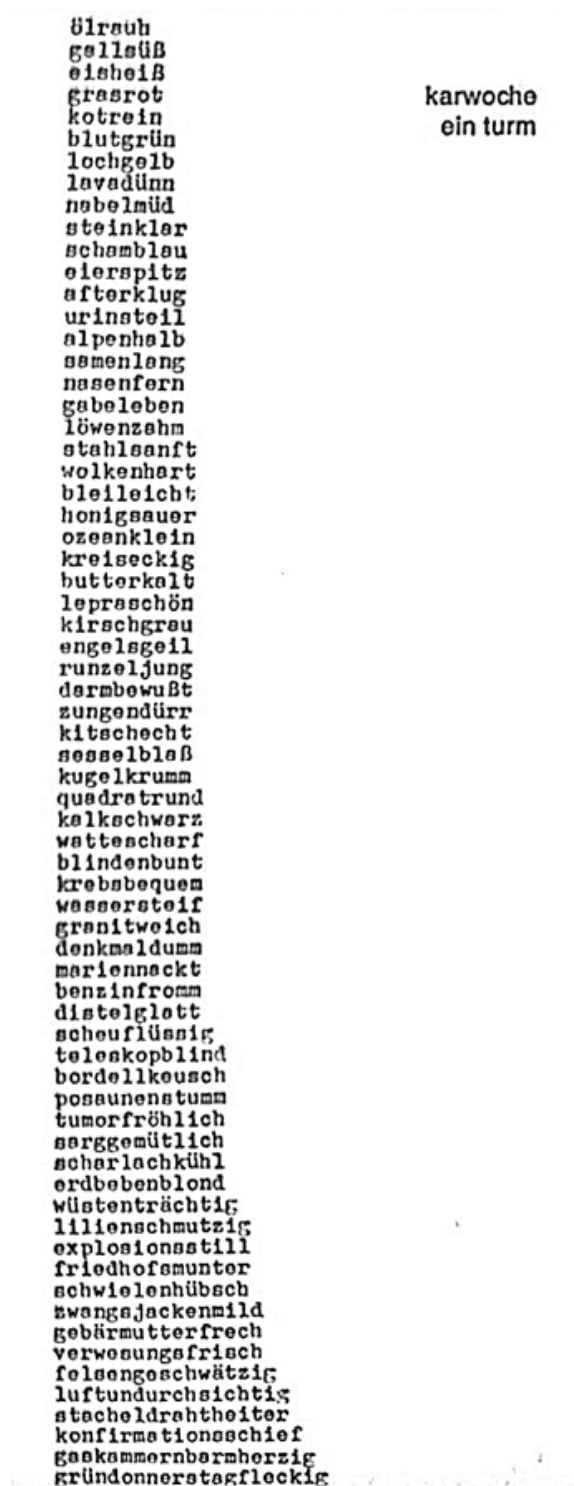 ölrauh
gallsüß
eisheiß
grasrot
kotrein
blutgrün
lochgelb
lavadünn
nabelmüd
steinklar
schamblau
eierspitz
afterklug
urinsteil
alpenhalb
samenlang
nasenfern
gabeleben
löwenzahm
stahlsanft
wolkenhart
bleileicht
honigsauer
ozeanklein
kreiseckig
butterkalt
lepraschön
kirschgrau
engelsgeil
runzeljung
darmbewußt
zungendürr
kitschecht
sesselblaß
kugelkrumm
quadratrund
kalkschwarz
wattescharf
blindenbunt
krebsbequem
wassersteif
granitweich
denkmaldumm
mariennackt
benzinfromm
distelglatt
scheuflüssig
teleskopblind
bordellkeusch
posaunenstumm
tumorfröhlich
sarggemütlich
scharlachkühl
erdbebenblond
wüstenträchtig
lilienschmutzig
explosionsstill
friedhofsmunter
schwielenhübsch
zwangsjackenmild
gebärmutterfrech
verwesungsfrisch
felsengeschwätzig
luftundurchsichtig
stacheldrahtheiter
konfirmationsschief
gaskammernbarmherzig
gründonnerstagfleckig
karwoche
ein turm